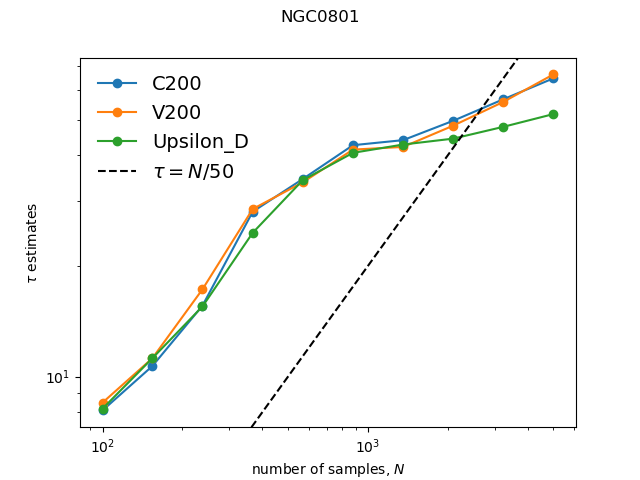 NGC0801
C200
V200
Upsilon_D
τ = N/50
τ estimates
10¹
10² 10³
number of samples, N